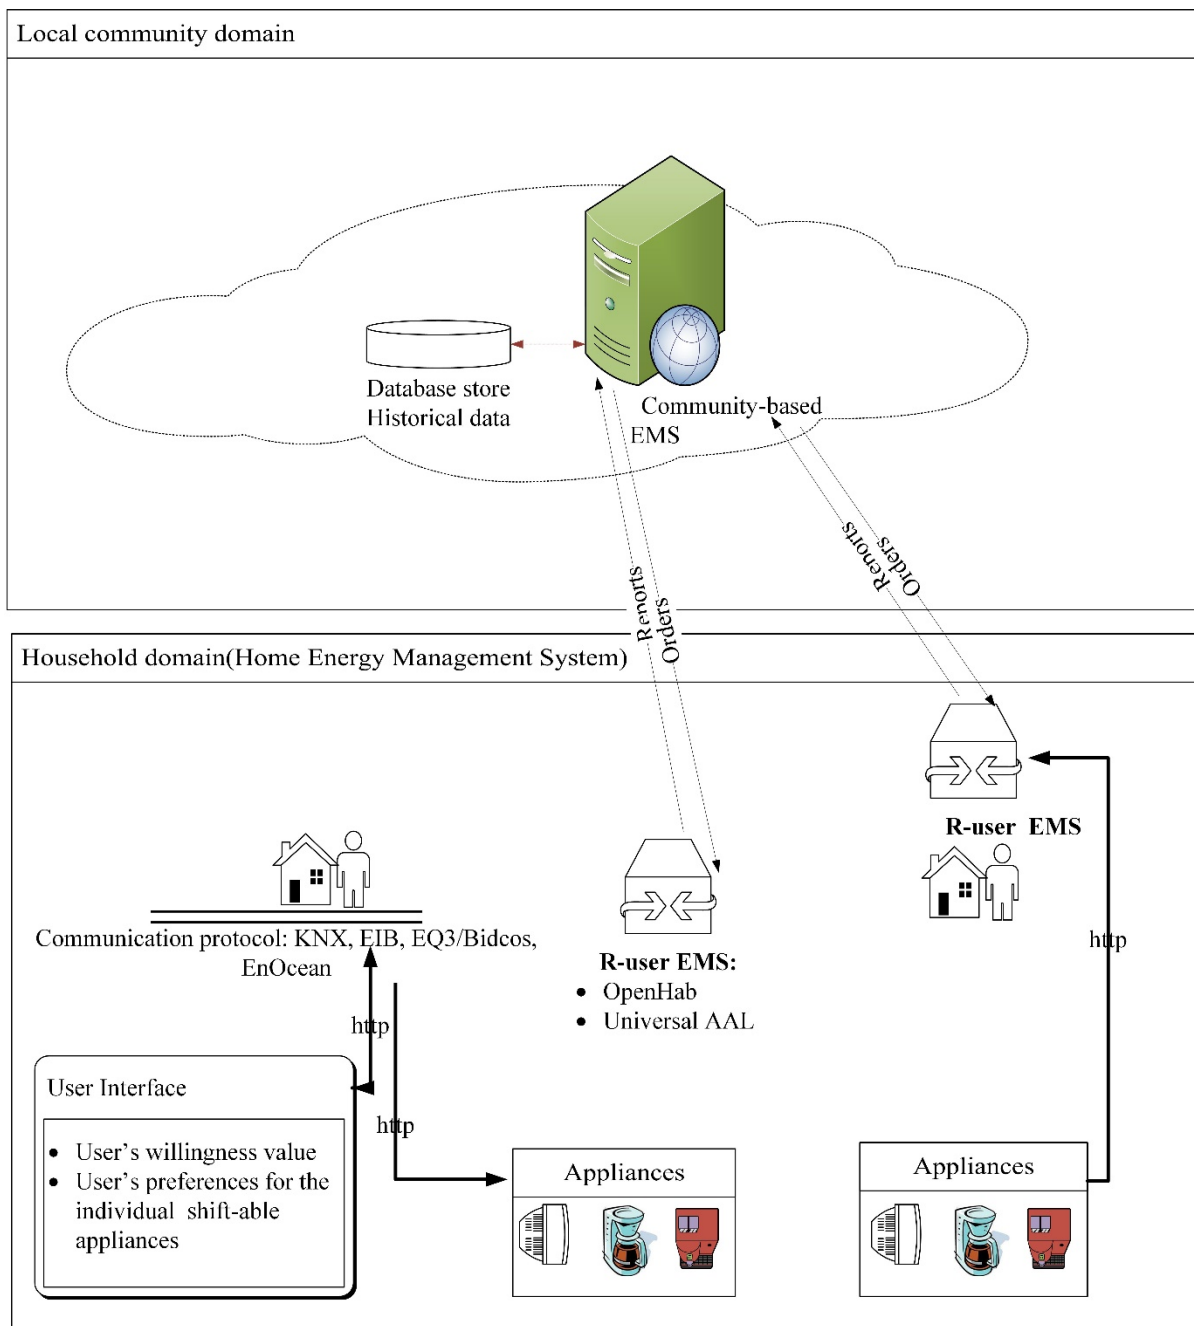 Local community domain
Database store
Historical data
Community-based
EMS
Reports
Orders
Reports
Orders
Household domain(Home Energy Management System)
R-user EMS
http
Communication protocol: KNX, EIB, EQ3/Bidcos,
EnOcean
R-user EMS:
• OpenHab
• Universal AAL
http
User Interface
• User's willingness value
• User's preferences for the
individual shift-able
appliances
http
Appliances
Appliances